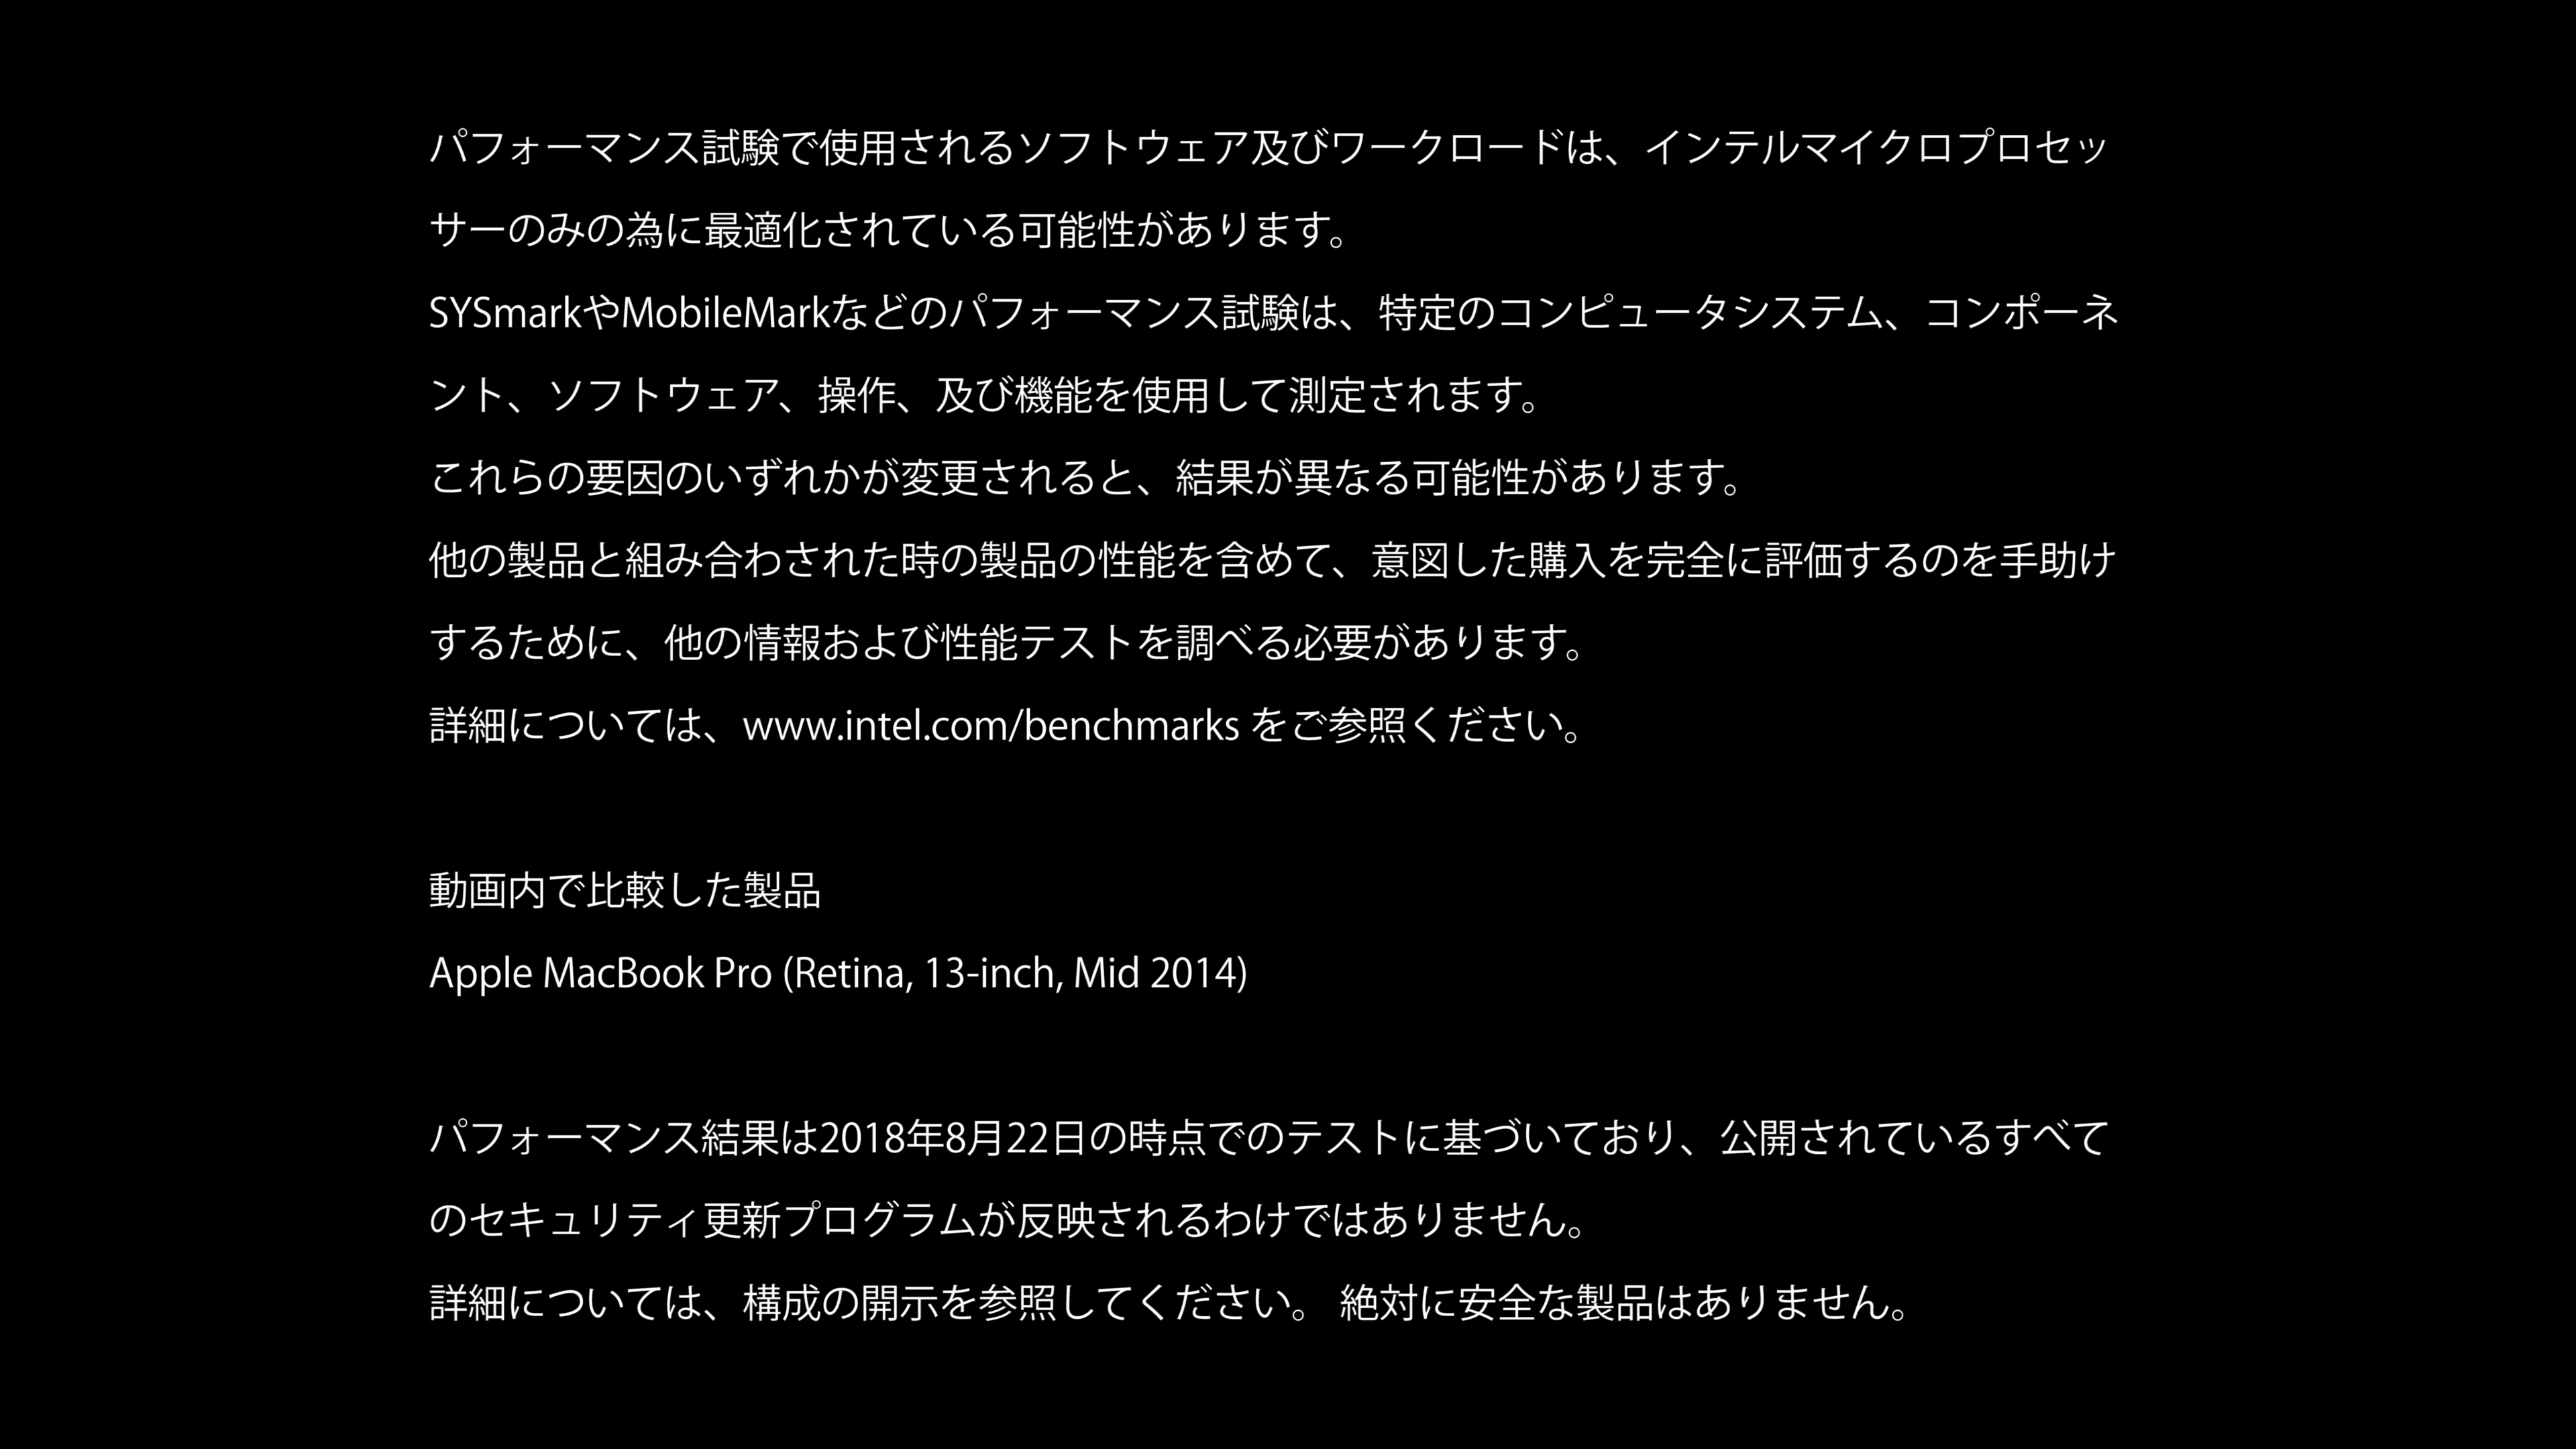 パフォーマンス試験で使用されるソフトウェア及びワークロードは、インテルマイクロプロセッ
サーのみの為に最適化されている可能性があります。
SYSmarkやMobileMarkなどのパフォーマンス試験は、特定のコンピュータシステム、コンポーネ
ント、ソフトウェア、操作、及び機能を使用して測定されます。
これらの要因のいずれかが変更されると、結果が異なる可能性があります。
他の製品と組み合わされた時の製品の性能を含めて、意図した購入を完全に評価するのを手助け
するために、他の情報および性能テストを調べる必要があります。
詳細については、www.intel.com/benchmarks をご参照ください。
動画内で比較した製品
Apple MacBook Pro (Retina, 13-inch, Mid 2014)
パフォーマンス結果は2018年8月22日の時点でのテストに基づいており、公開されているすべて
のセキュリティ更新プログラムが反映されるわけではありません。
詳細については、構成の開示を参照してください。 絶対に安全な製品はありません。